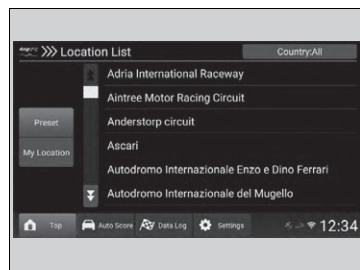 >>> Location List
Country:All
Adria International Raceway
Aintree Motor Racing Circuit
Preset
Anderstorp circuit
Ascari
My Location
Autodromo Internazionale Enzo e Dino Ferrari
Autodromo Internazionale del Mugello
Top
Auto Score
Data Log
Settings
12:34